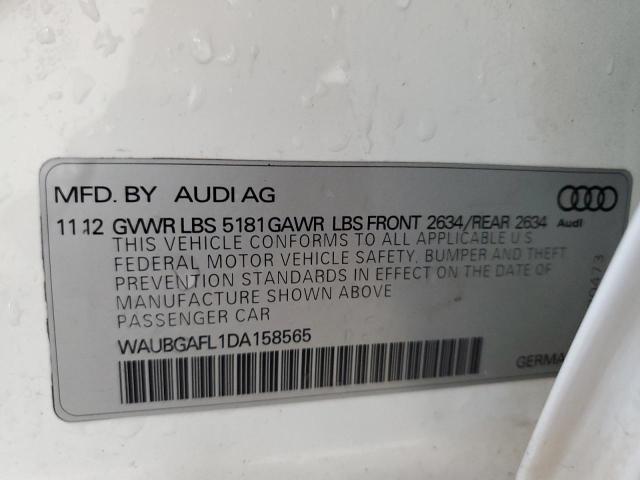 MFD. BY AUDI AG
11.12 GVWR LBS 5181 GAWR LBS FRONT 2634/REAR 2634
Audi
THIS VEHICLE CONFORMS TO ALL APPLICABLE U S
FEDERAL MOTOR VEHICLE SAFETY, BUMPER AND THEFT
PREVENTION STANDARDS IN EFFECT ON THE DATE OF
MANUFACTURE SHOWN ABOVE
PASSENGER CAR
WAUBGAFL1DA158565
GERMA